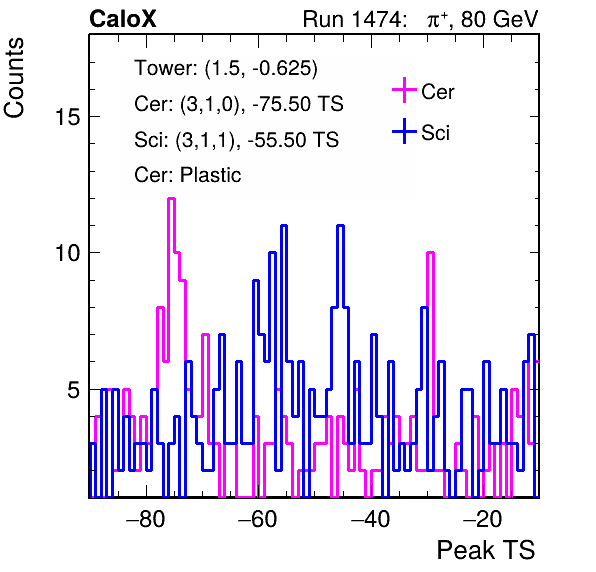 CaloX Run 1474: π⁺, 80 GeV
Counts
Tower: (1.5, -0.625)
Cer: (3,1,0), -75.50 TS
Sci: (3,1,1), -55.50 TS
Cer: Plastic
Cer
Sci
15
10
5
−80 −60 −40 −20
Peak TS